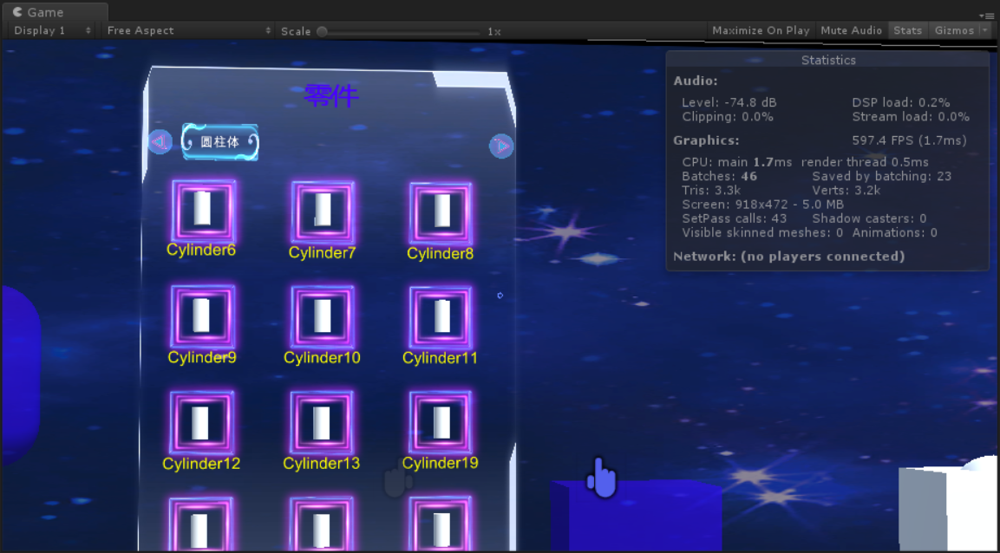 Game
Display 1 Free Aspect Scale 1x Maximize On Play Mute Audio Stats Gizmos
Statistics
Audio:
Level: -74.8 dB DSP load: 0.2%
Clipping: 0.0% Stream load: 0.0%
Graphics: 597.4 FPS (1.7ms)
CPU: main 1.7ms render thread 0.5ms
Batches: 46 Saved by batching: 23
Tris: 3.3k Verts: 3.2k
Screen: 918x472 - 5.0 MB
SetPass calls: 43 Shadow casters: 0
Visible skinned meshes: 0 Animations: 0
Network: (no players connected)
零件
圆柱体
Cylinder6 Cylinder7 Cylinder8
Cylinder9 Cylinder10 Cylinder11
Cylinder12 Cylinder13 Cylinder19